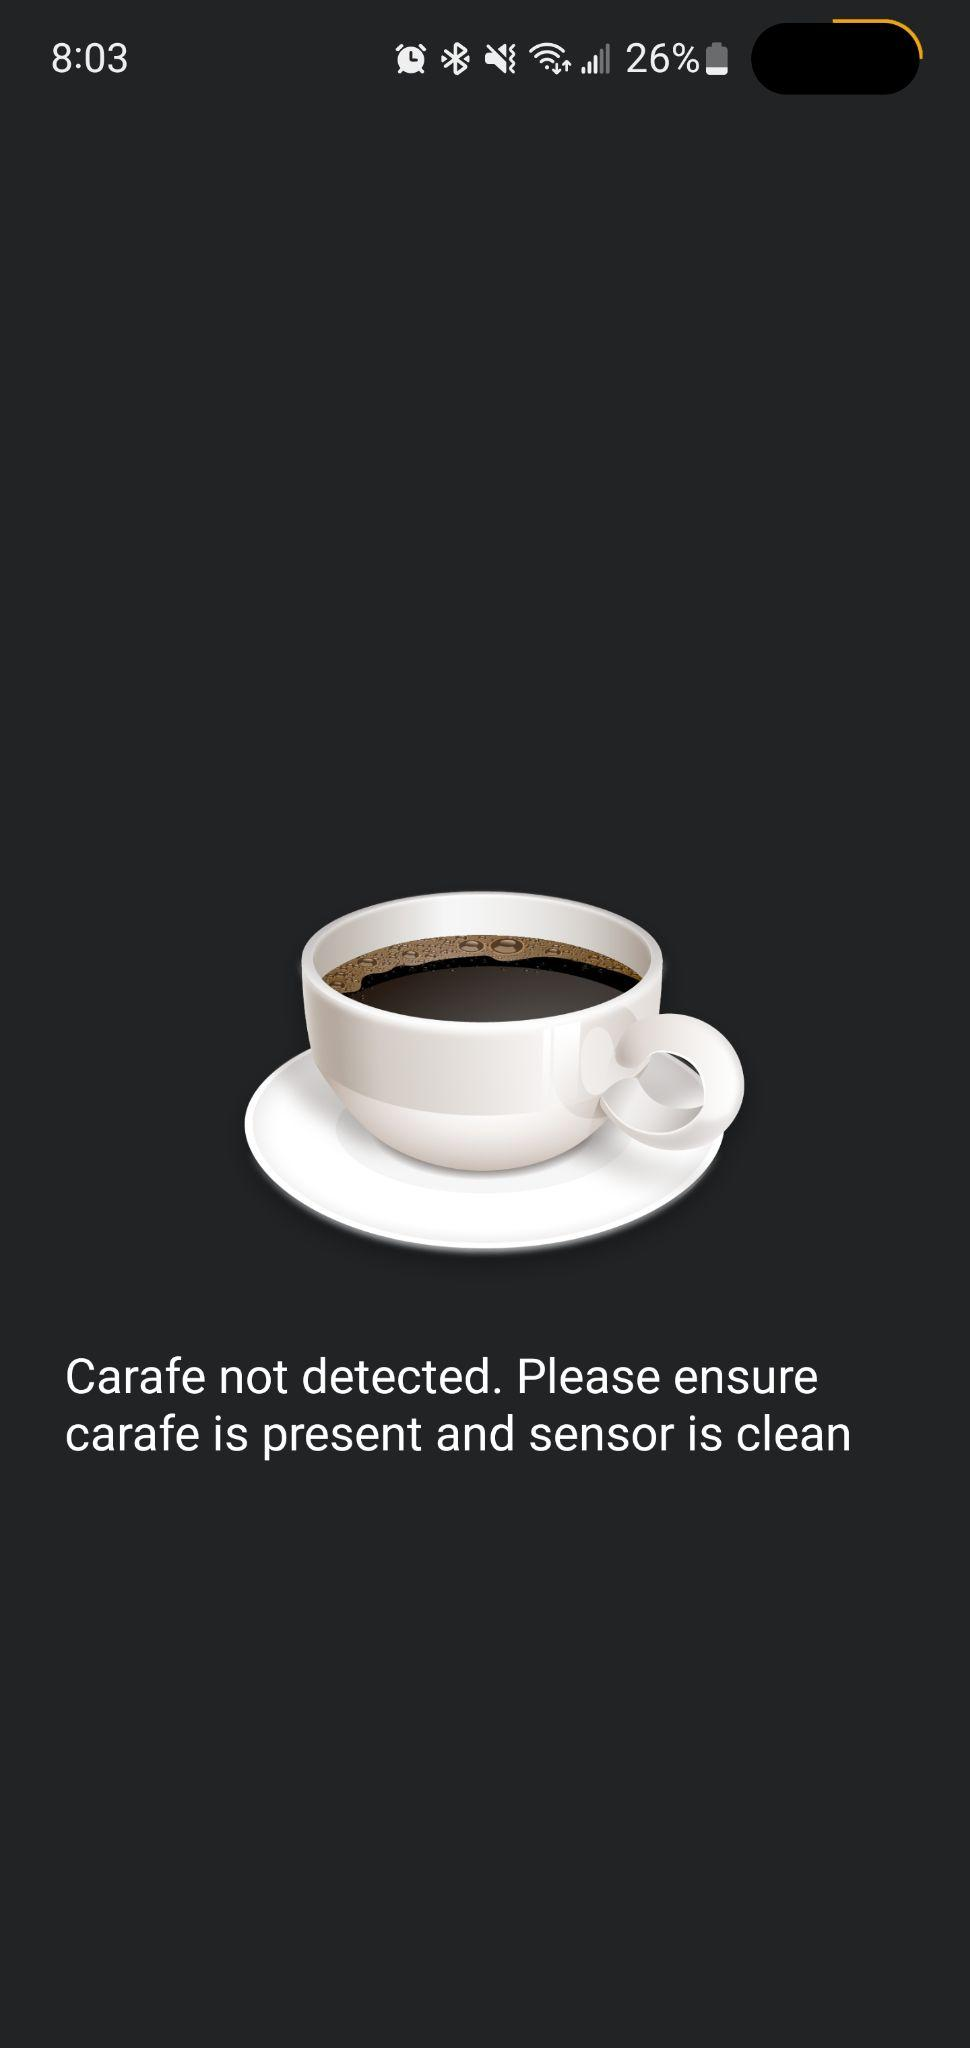 8:03
26%
Carafe not detected. Please ensure
carafe is present and sensor is clean